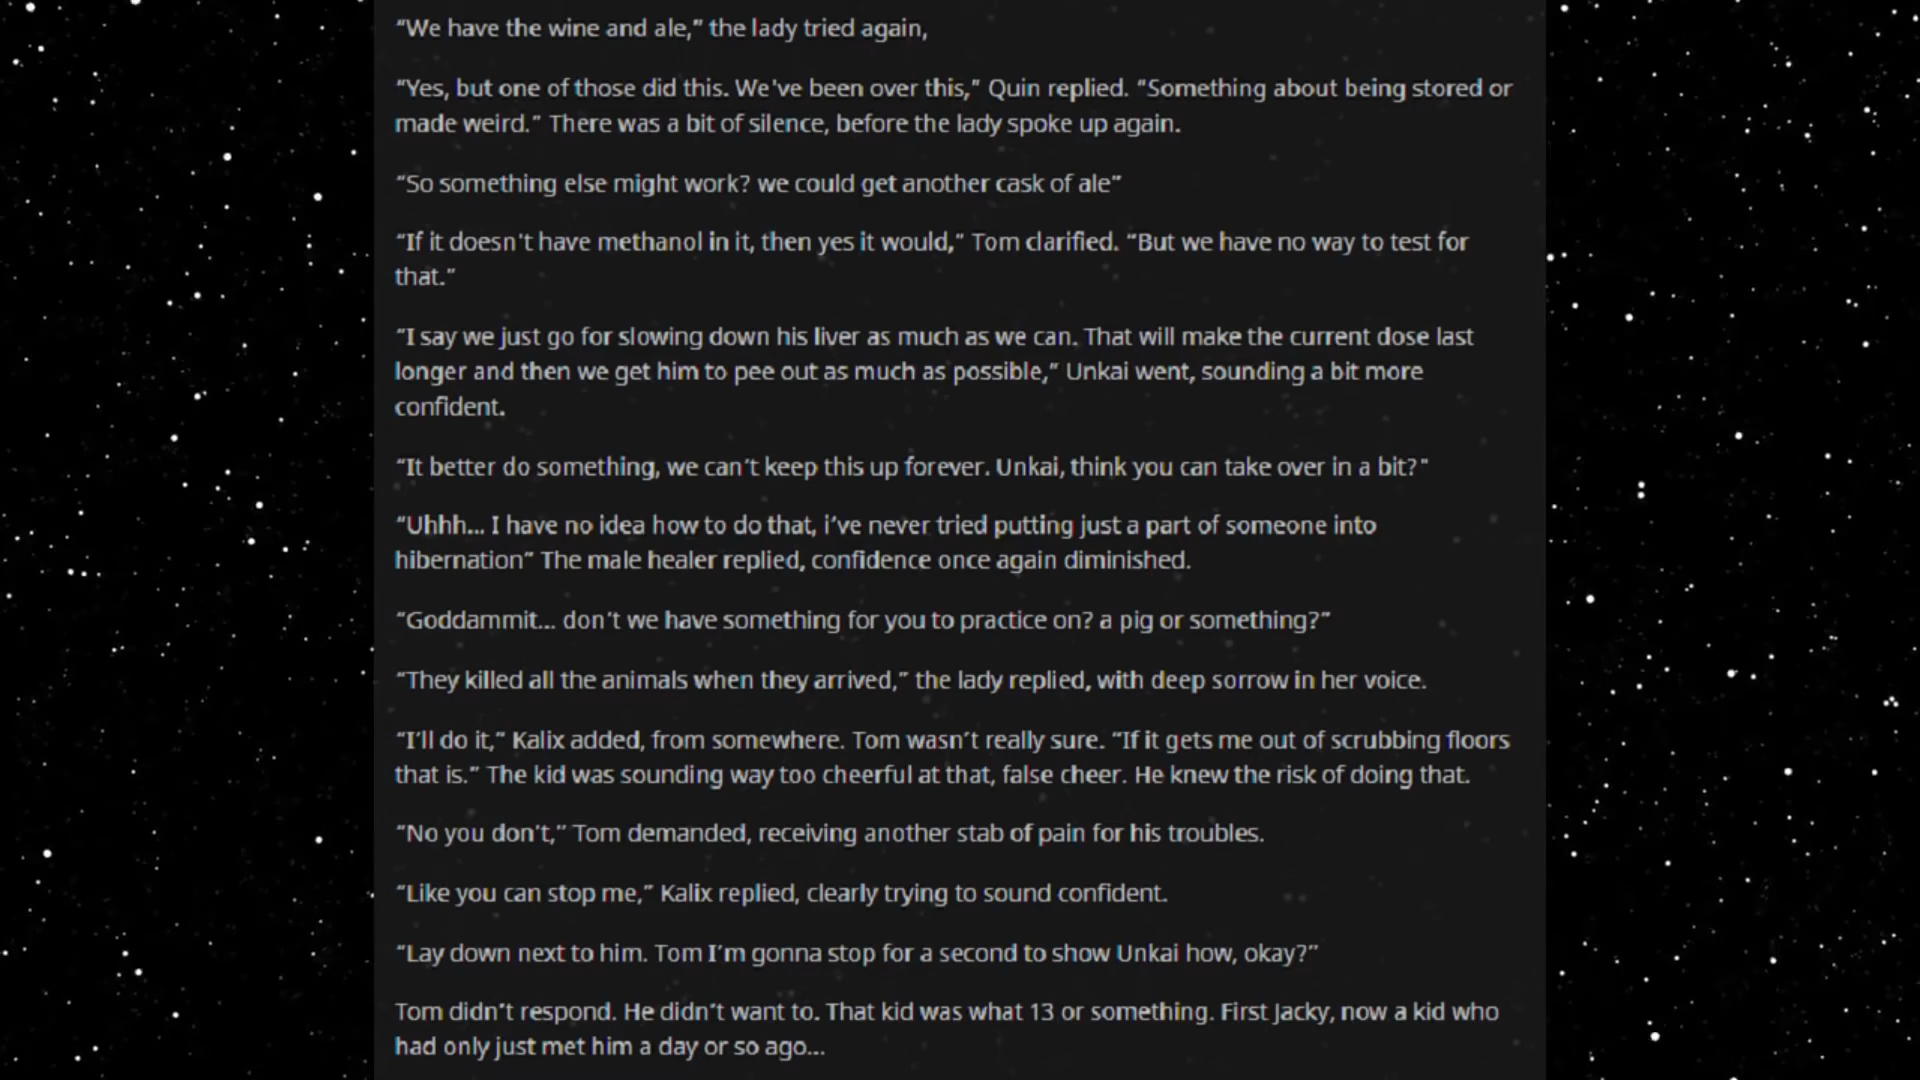 “We have the wine and ale,” the lady tried again,
“Yes, but one of those did this. We've been over this,” Quin replied. “Something about being stored or
made weird.” There was a bit of silence, before the lady spoke up again.
“So something else might work? we could get another cask of ale”
“If it doesn't have methanol in it, then yes it would,” Tom clarified. “But we have no way to test for
that.”
“I say we just go for slowing down his liver as much as we can. That will make the current dose last
longer and then we get him to pee out as much as possible,” Unkai went, sounding a bit more
confident.
“It better do something, we can’t keep this up forever. Unkai, think you can take over in a bit?"
“Uhhh... I have no idea how to do that, i’ve never tried putting just a part of someone into
hibernation” The male healer replied, confidence once again diminished.
“Goddammit... don’t we have something for you to practice on? a pig or something?”
“They killed all the animals when they arrived,” the lady replied, with deep sorrow in her voice.
“I’ll do it,” Kalix added, from somewhere. Tom wasn’t really sure. “If it gets me out of scrubbing floors
that is.” The kid was sounding way too cheerful at that, false cheer. He knew the risk of doing that.
“No you don’t,” Tom demanded, receiving another stab of pain for his troubles.
“Like you can stop me,” Kalix replied, clearly trying to sound confident.
“Lay down next to him. Tom I’m gonna stop for a second to show Unkai how, okay?”
Tom didn’t respond. He didn’t want to. That kid was what 13 or something. First Jacky, now a kid who
had only just met him a day or so ago...